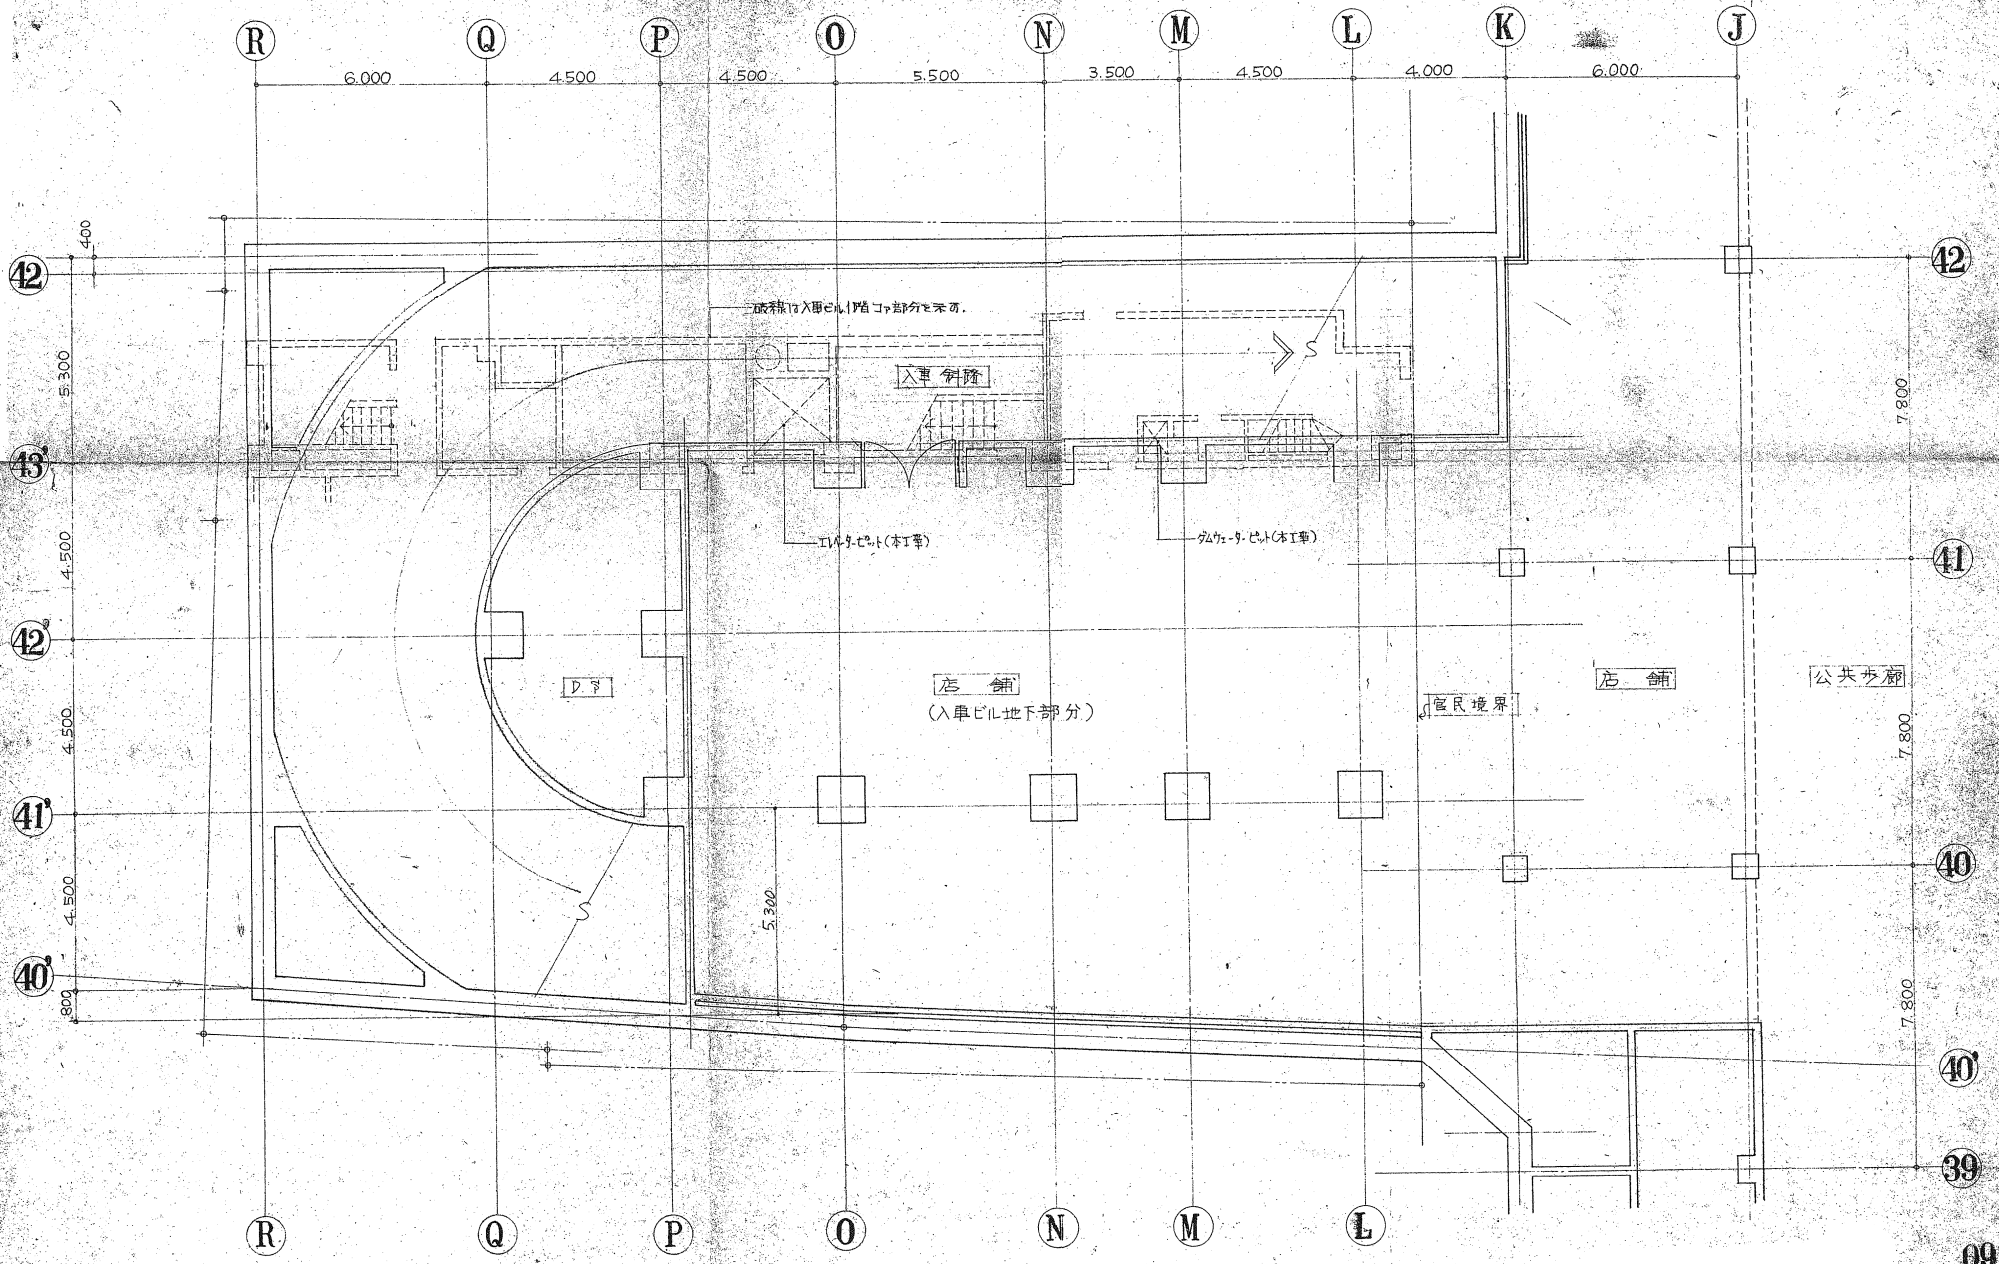 R Q P O N M L K J
6.000 4.500 4.500 5.500 3.500 4.500 4.000 6.000
400
42 42
破線は入車ビル1階コア部分を示す.
5.300
入車斜路
7.800
43'
エレベーターピット(本工事)
ダムウェーターピット(本工事)
4.500
41
42'
DS
店 舗
(入車ビル地下部分)
官民境界
店 舗
公共歩廊
4.500
7.800
41'
4.500
5.300
40
40'
800
7.800
40'
39
R Q P O N M L
09